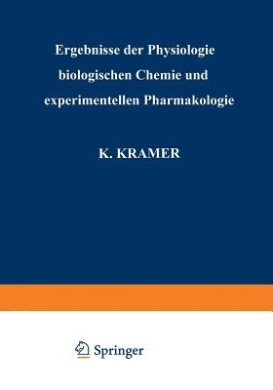 Ergebnisse der Physiologie
biologischen Chemie und
experimentellen Pharmakologie
K. KRAMER
Springer